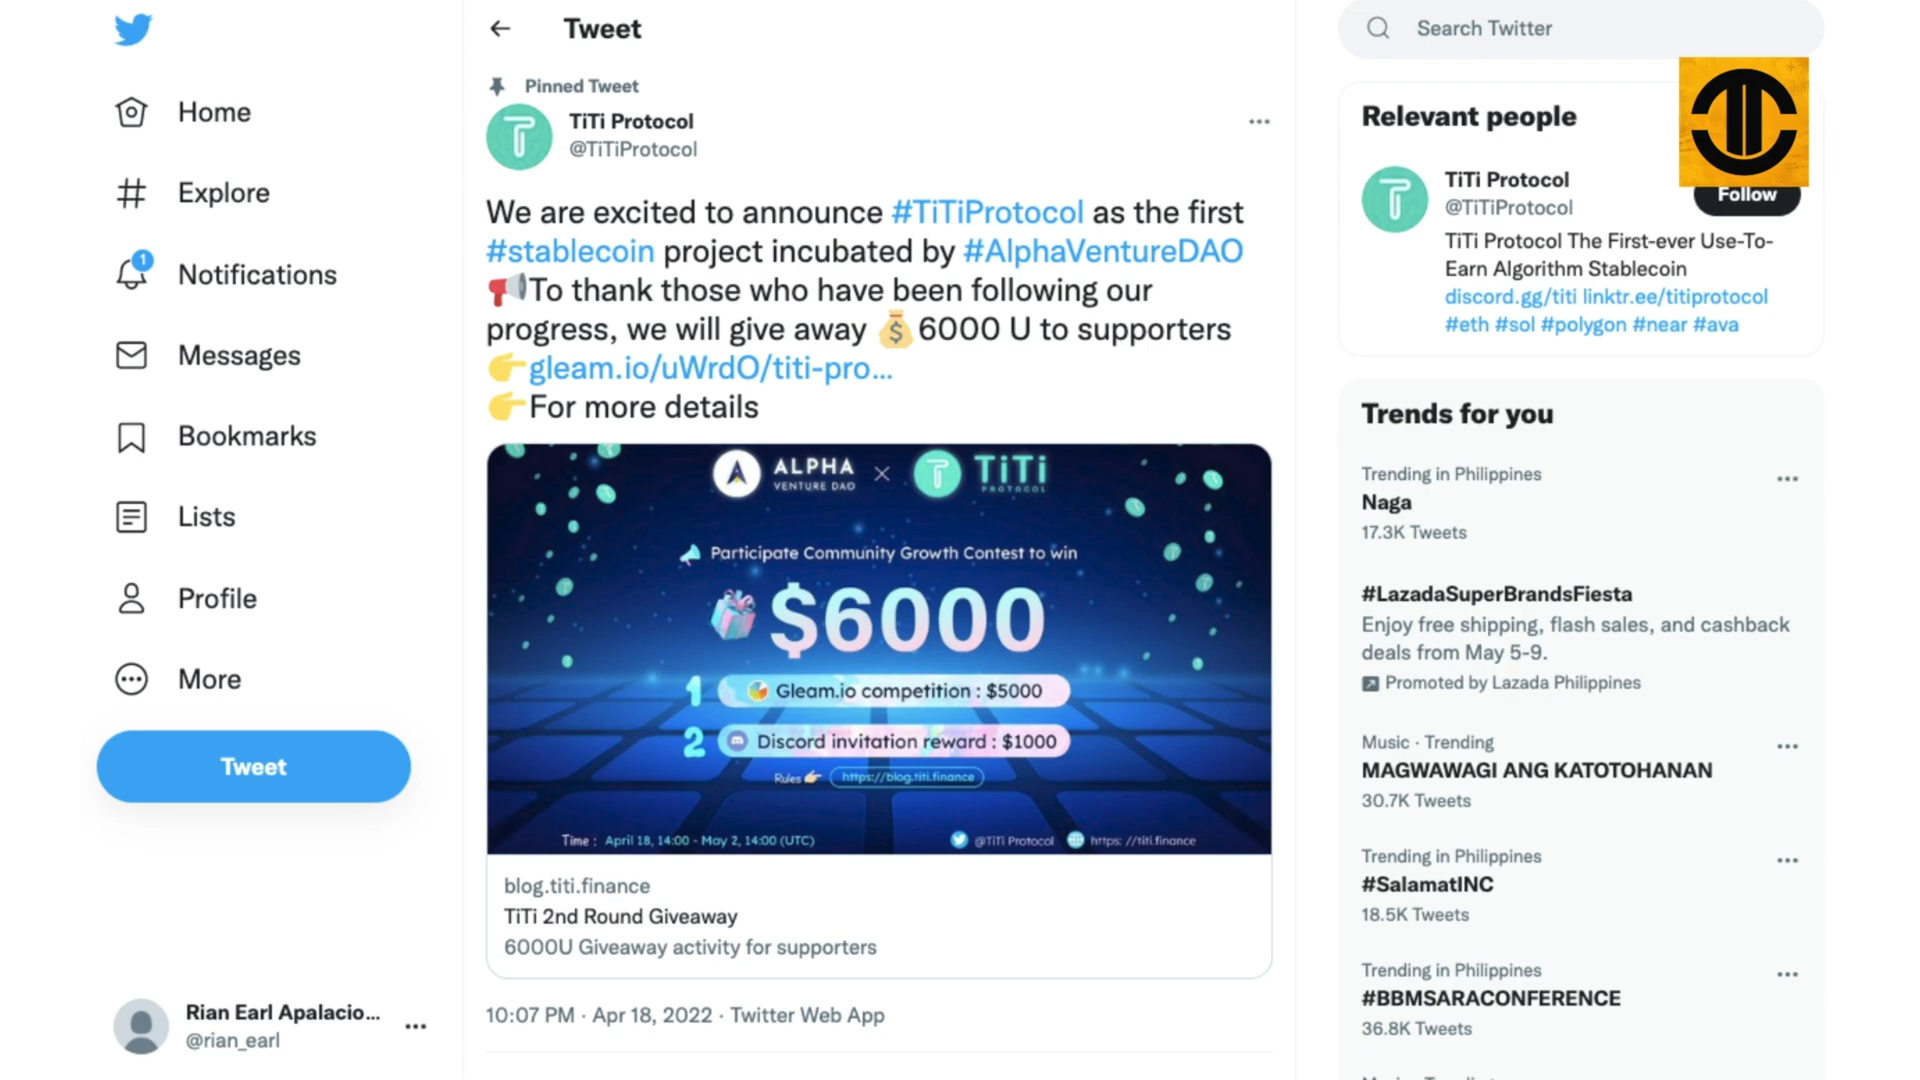 Home
Explore
1
Notifications
Messages
Bookmarks
Lists
Profile
More
Tweet
Rian Earl Apalacio...
@rian_earl
Tweet
Pinned Tweet
TiTi Protocol
@TiTiProtocol
We are excited to announce #TiTiProtocol as the first
#stablecoin project incubated by #AlphaVentureDAO
To thank those who have been following our
progress, we will give away 6000 U to supporters
gleam.io/uWrdO/titi-pro...
For more details
ALPHA
VENTURE DAO
×
TiTi
PROTOCOL
Participate Community Growth Contest to win
$6000
1 Gleam.io competition : $5000
2 Discord invitation reward : $1000
Rules https://blog.titi.finance
Time : April 18, 14:00 - May 2, 14:00 (UTC)
@TiTi Protocol
https: //titi.finance
blog.titi.finance
TiTi 2nd Round Giveaway
6000U Giveaway activity for supporters
10:07 PM · Apr 18, 2022 · Twitter Web App
Search Twitter
Relevant people
TiTi Protocol
@TiTiProtocol
Follow
TiTi Protocol The First-ever Use-To-
Earn Algorithm Stablecoin
discord.gg/titi linktr.ee/titiprotocol
#eth #sol #polygon #near #ava
Trends for you
Trending in Philippines
Naga
17.3K Tweets
#LazadaSuperBrandsFiesta
Enjoy free shipping, flash sales, and cashback
deals from May 5-9.
Promoted by Lazada Philippines
Music · Trending
MAGWAWAGI ANG KATOTOHANAN
30.7K Tweets
Trending in Philippines
#SalamatINC
18.5K Tweets
Trending in Philippines
#BBMSARACONFERENCE
36.8K Tweets